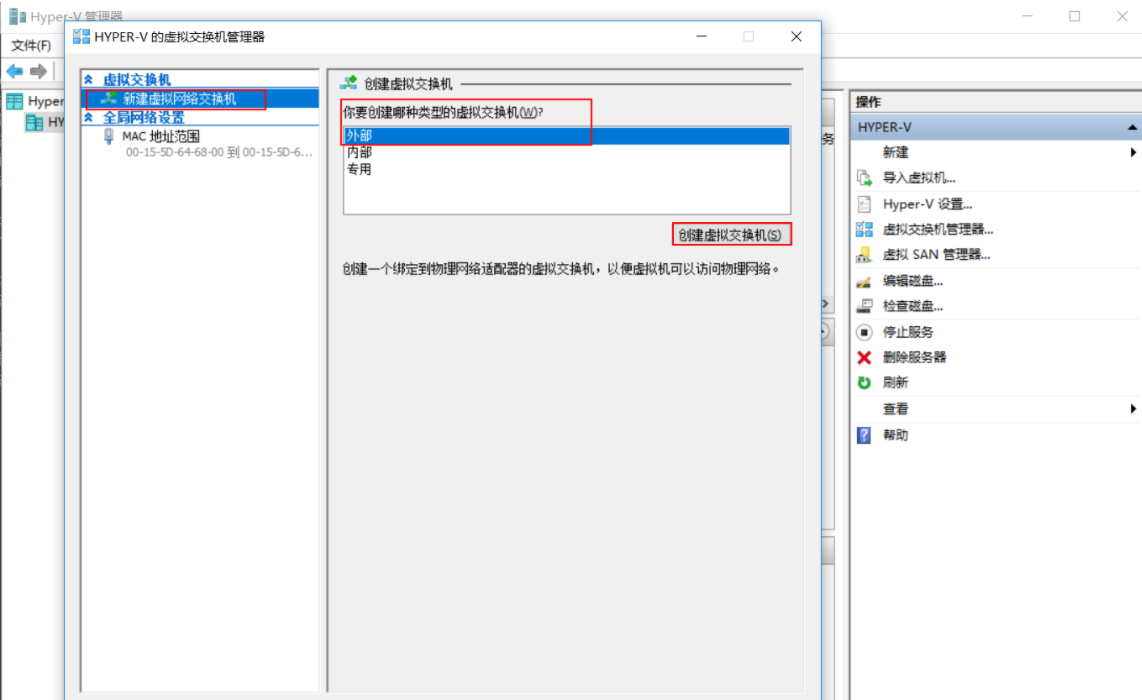 Hyper-V 管理器
HYPER-V 的虚拟交换机管理器
文件(F)
虚拟交换机
新建虚拟网络交换机
全局网络设置
MAC 地址范围
00-15-5D-64-68-00 到 00-15-5D-6...
Hyper
HY
创建虚拟交换机
你要创建哪种类型的虚拟交换机(W)?
外部
内部
专用
创建虚拟交换机(S)
创建一个绑定到物理网络适配器的虚拟交换机，以便虚拟机可以访问物理网络。
务
操作
HYPER-V
新建
导入虚拟机...
Hyper-V 设置...
虚拟交换机管理器...
虚拟 SAN 管理器...
编辑磁盘...
检查磁盘...
停止服务
删除服务器
刷新
查看
帮助